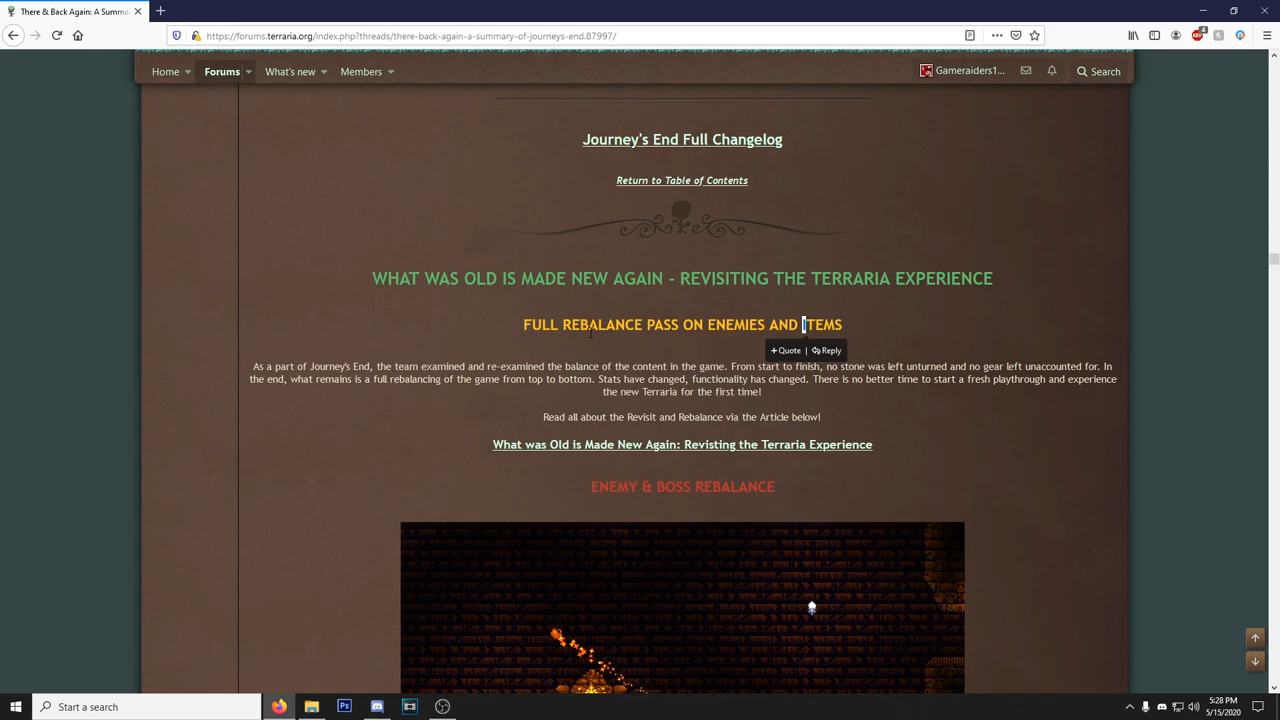 There & Back Again: A Summa
https://forums.terraria.org/index.php?threads/there-back-again-a-summary-of-journeys-end.87997/
Home
Forums
What's new
Members
Gameraiders1...
Search
Journey's End Full Changelog
Return to Table of Contents
WHAT WAS OLD IS MADE NEW AGAIN - REVISITING THE TERRARIA EXPERIENCE
FULL REBALANCE PASS ON ENEMIES AND ITEMS
+ Quote | Reply
As a part of Journey's End, the team examined and re-examined the balance of the content in the game. From start to finish, no stone was left unturned and no gear left unaccounted for. In
the end, what remains is a full rebalancing of the game from top to bottom. Stats have changed, functionality has changed. There is no better time to start a fresh playthrough and experience
the new Terraria for the first time!
Read all about the Revisit and Rebalance via the Article below!
What was Old is Made New Again: Revisting the Terraria Experience
ENEMY & BOSS REBALANCE
Start a search
Ps
5:28 PM
5/15/2020